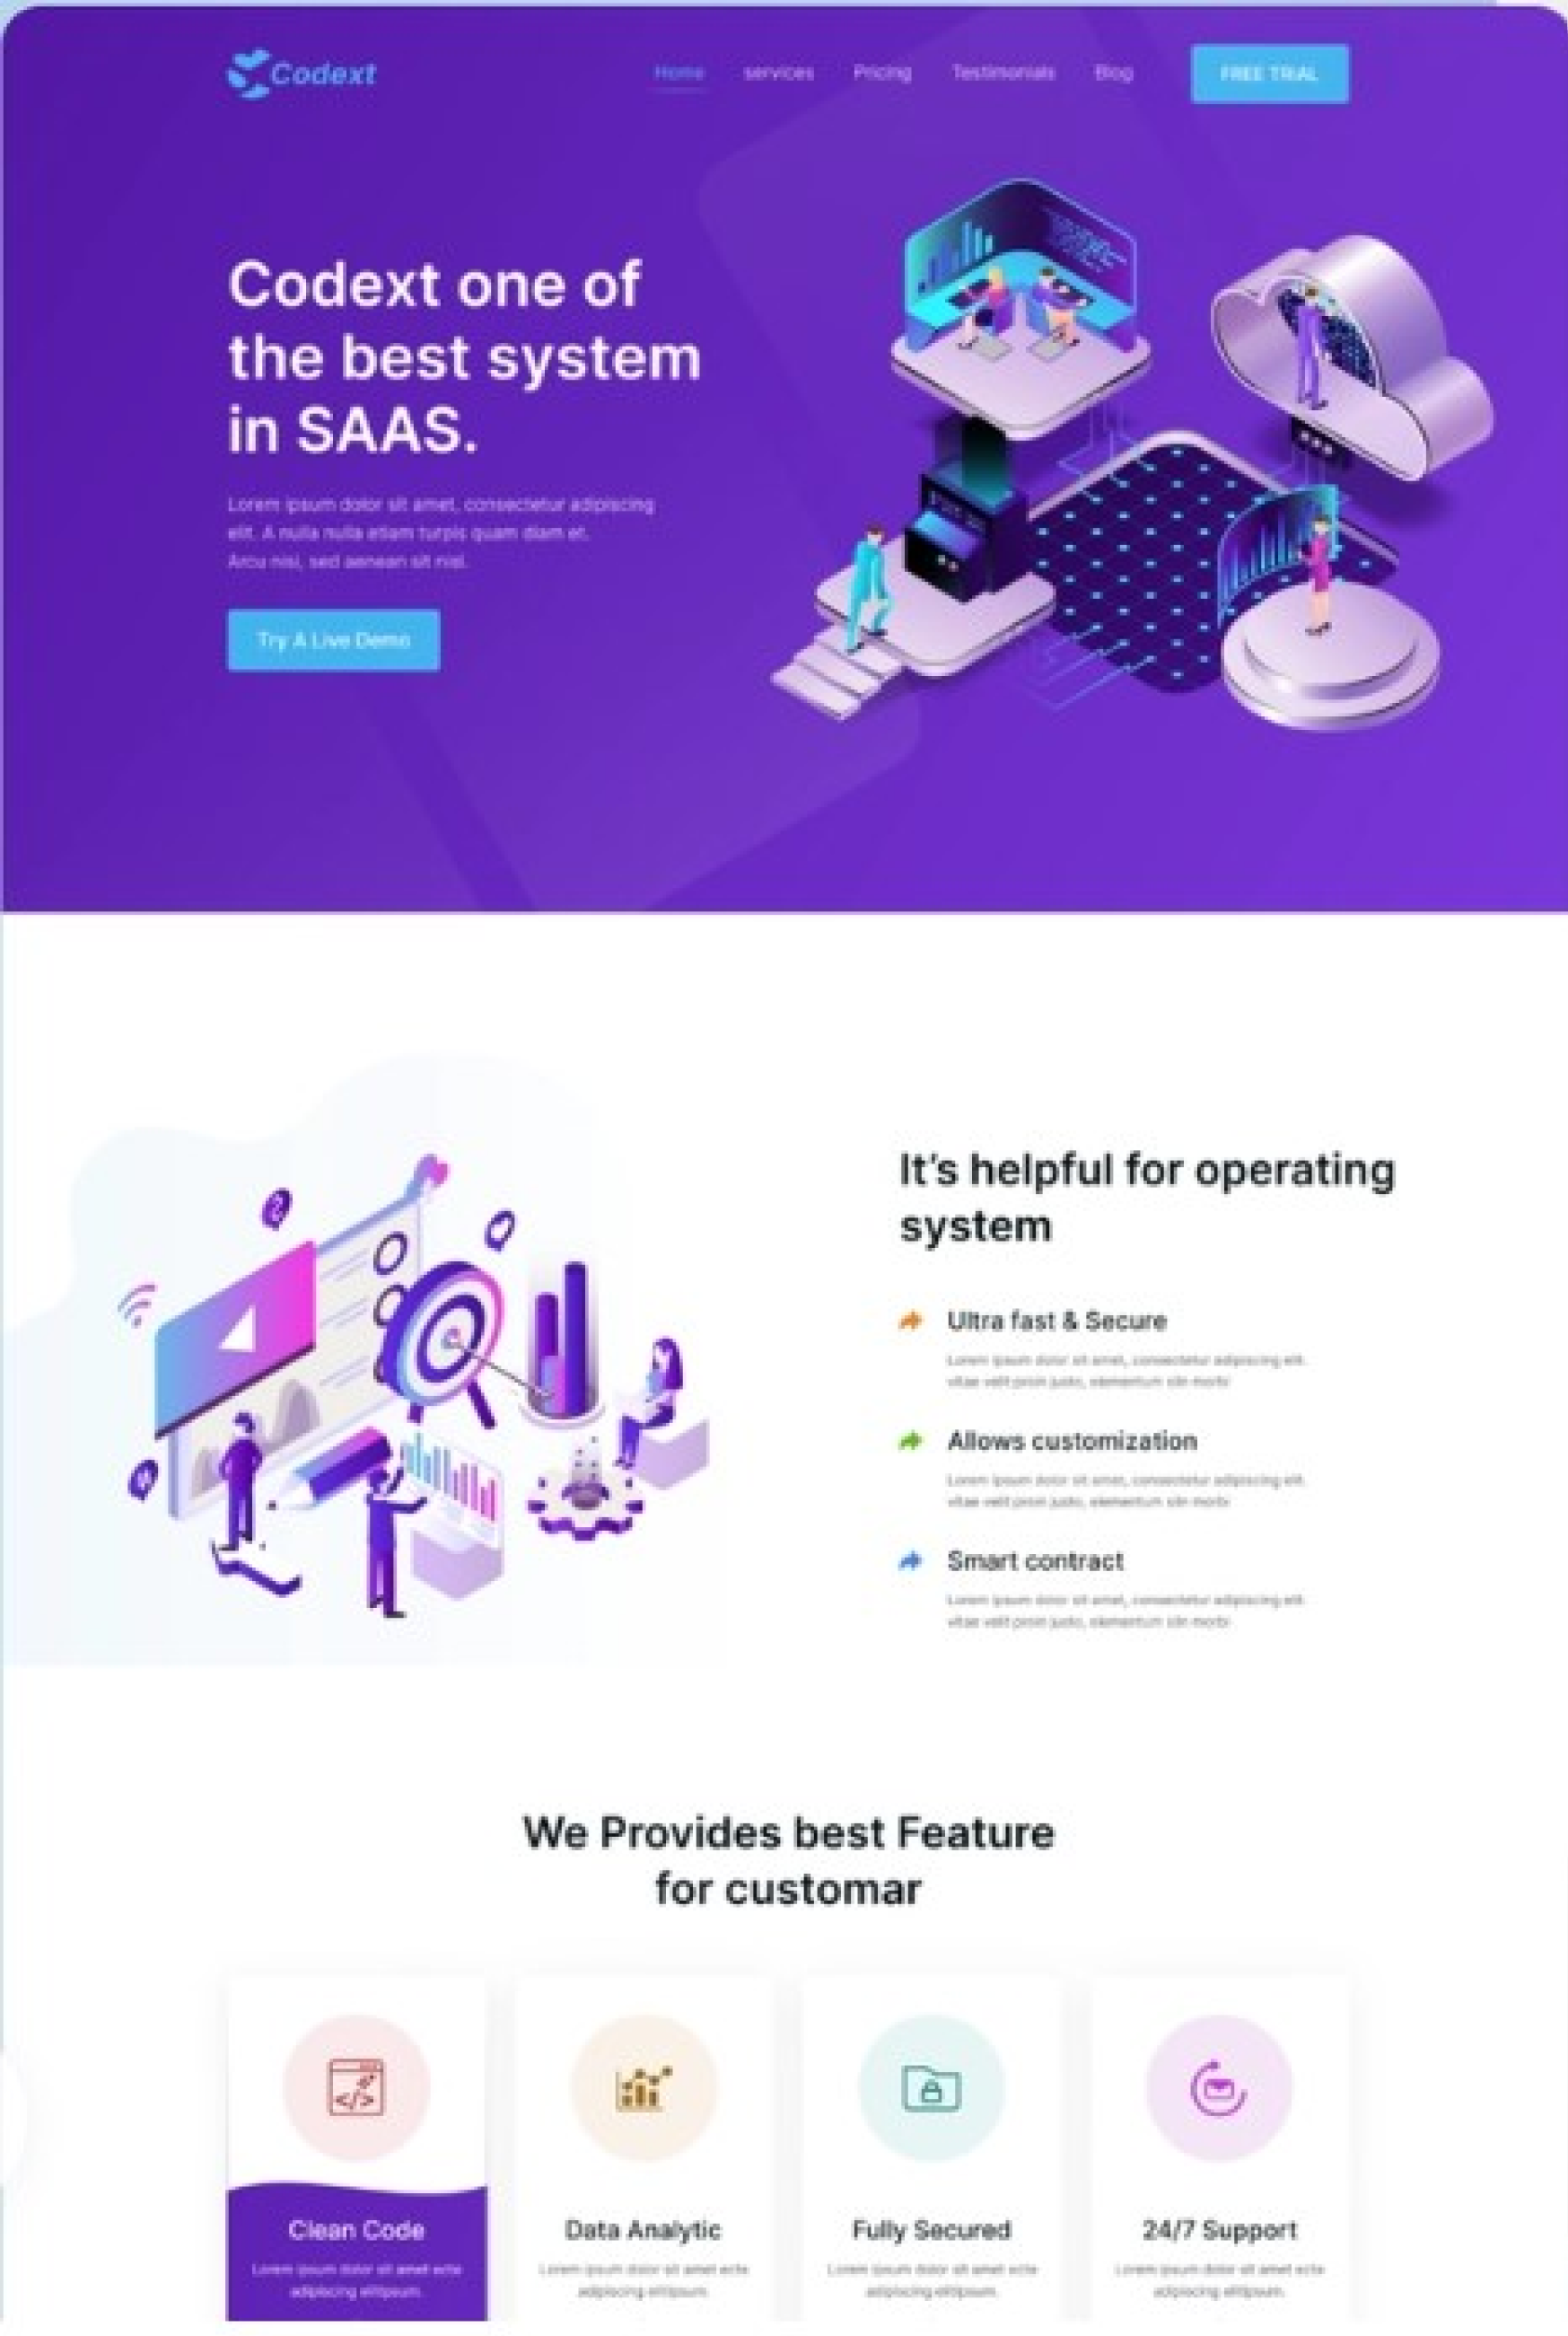 Codext
Home services Pricing Testimonials Blog FREE TRIAL
Codext one of
the best system
in SAAS.
Lorem ipsum dolor sit amet, consectetur adipiscing
elit. A nulla nulla etiam turpis quam diam et.
Arcu nisi, sed aenean sit nisl.
Try A Live Demo
It's helpful for operating
system
Ultra fast & Secure
Lorem ipsum dolor sit amet, consectetur adipiscing elit.
vitae velit proin justo, elementum morbi
Allows customization
Lorem ipsum dolor sit amet, consectetur adipiscing elit.
vitae velit proin justo, elementum morbi
Smart contract
Lorem ipsum dolor sit amet, consectetur adipiscing elit.
vitae velit proin justo, elementum morbi
We Provides best Feature
for customar
Clean Code
Lorem ipsum dolor sit amet ecte
adipiscing elitipsum.
Data Analytic
Lorem ipsum dolor sit amet ecte
adipiscing elitipsum.
Fully Secured
Lorem ipsum dolor sit amet ecte
adipiscing elitipsum.
24/7 Support
Lorem ipsum dolor sit amet ecte
adipiscing elitipsum.